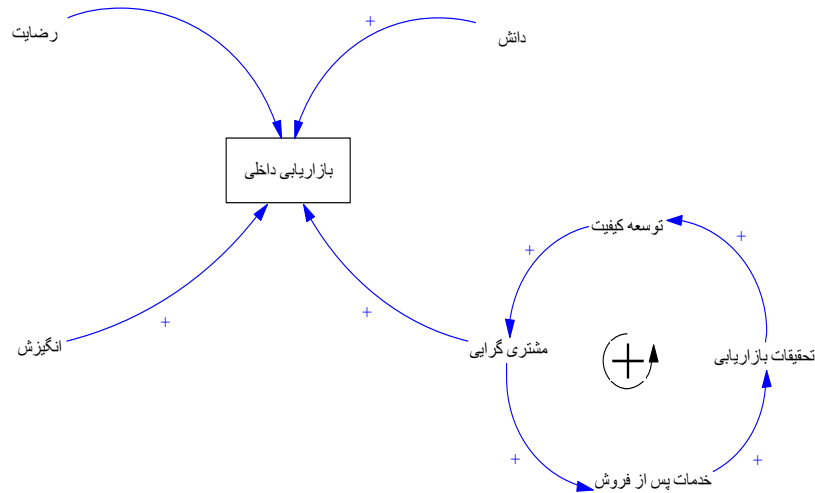 رضایت
دانش
+
بازاریابی داخلی
توسعه کیفیت
+
+
+
+
انگیزش
مشتری گرایی
+
تحقیقات بازاریابی
+
+
خدمات پس از فروش